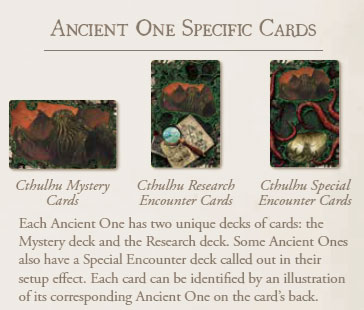 Ancient One Specific Cards
Cthulhu Mystery
Cards
Cthulhu Research
Encounter Cards
Cthulhu Special
Encounter Cards
Each Ancient One has two unique decks of cards: the
Mystery deck and the Research deck. Some Ancient Ones
also have a Special Encounter deck called out in their
setup effect. Each card can be identified by an illustration
of its corresponding Ancient One on the card's back.